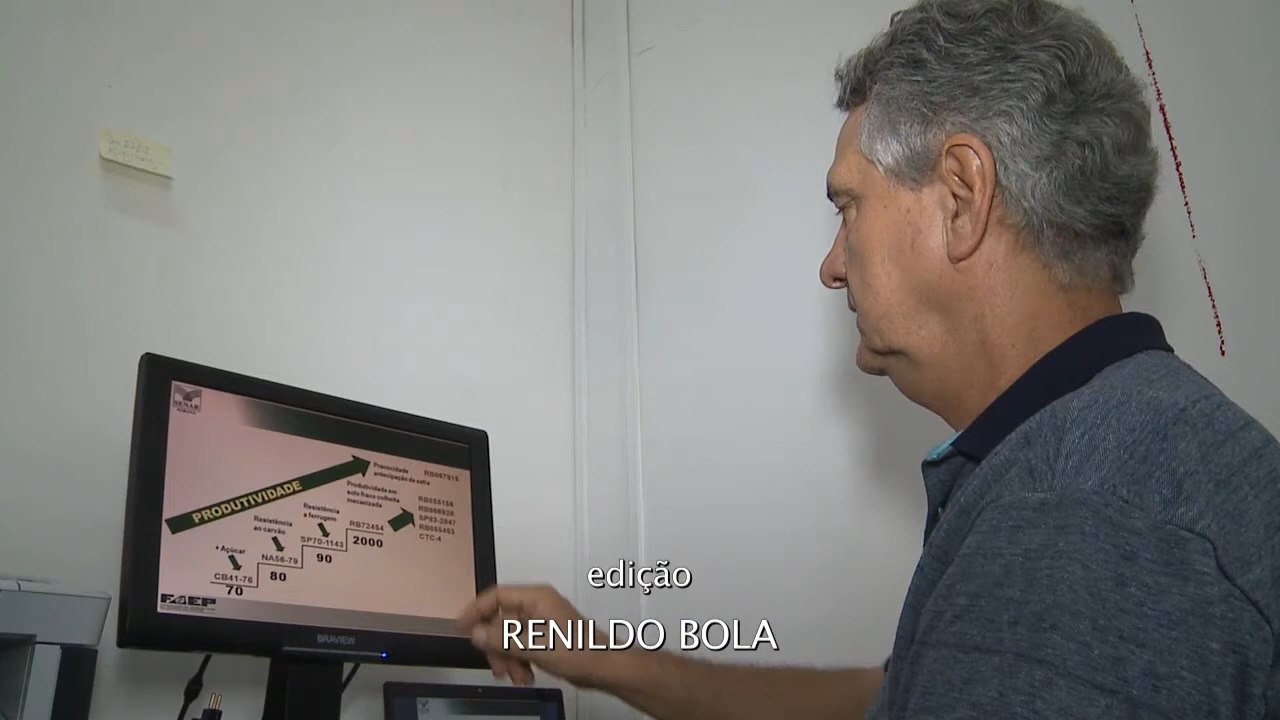 SENAR
PRODUTIVIDADE
Precocidade
antecipação de safra
RB867515
Produtividade em
solo fraco colheita
mecanizada
RB855156
RB966928
SP83-2847
RB855453
CTC-4
Resistência
a ferrugem
Resistência
ao carvão
+ Açúcar
RB72454
2000
SP70-1143
90
NA56-79
80
CB41-76
70
FAEP
BRAVIEW
edição
RENILDO BOLA